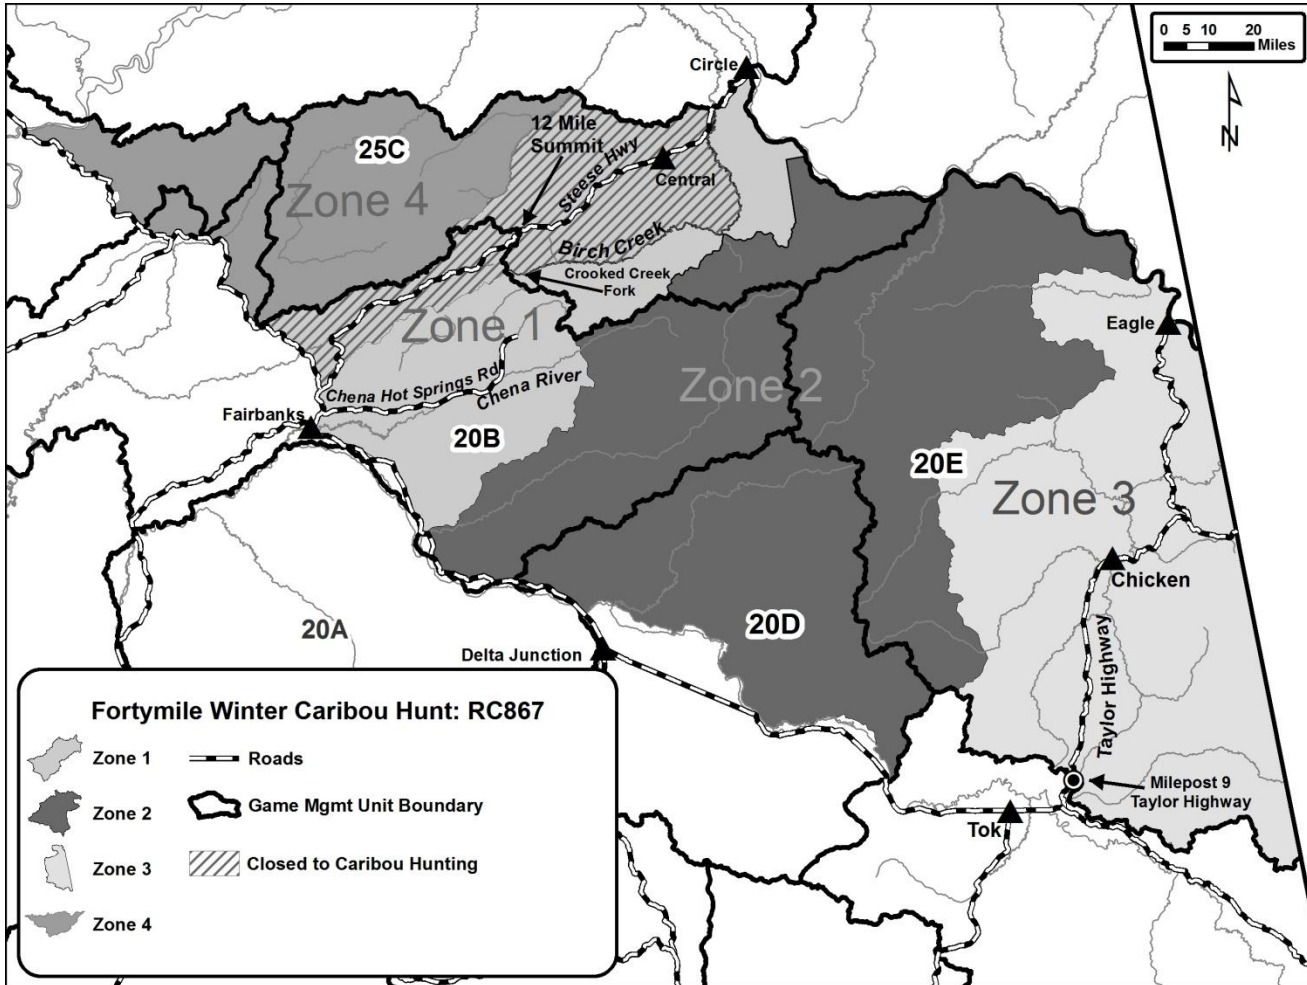 0 5 10 20
Miles
N
Circle
12 Mile
Summit
25C
Zone 4
Steese Hwy
Central
Birch Creek
Crooked Creek
Fork
Zone 1
Eagle
Chena Hot Springs Rd
Chena River
Zone 2
Fairbanks
20B
20E
Zone 3
Chicken
20A
20D
Delta Junction
Taylor Highway
Milepost 9
Taylor Highway
Tok
Fortymile Winter Caribou Hunt: RC867
Zone 1
Roads
Zone 2
Game Mgmt Unit Boundary
Zone 3
Closed to Caribou Hunting
Zone 4